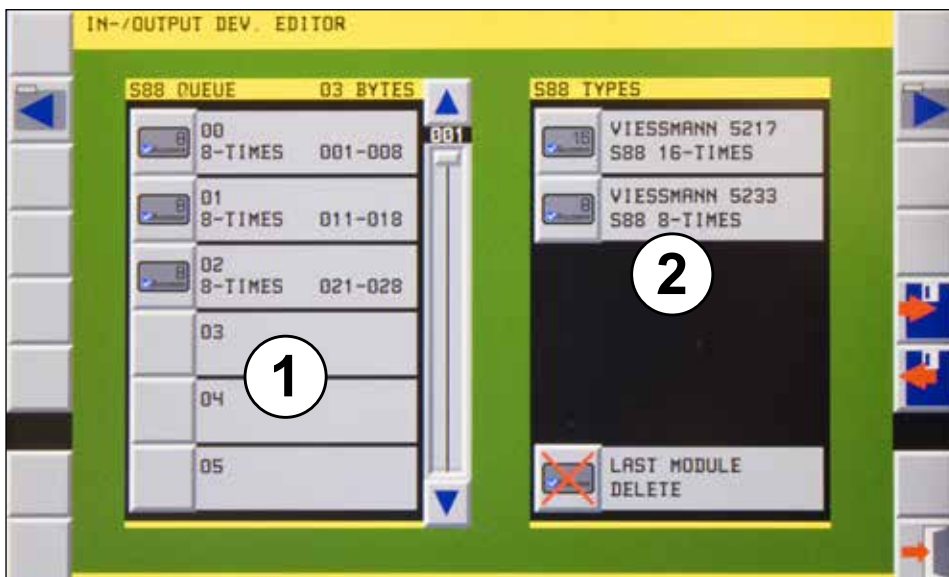 IN-/OUTPUT DEV. EDITOR
S88 QUEUE 03 BYTES
001
8
00
8-TIMES 001-008
8
01
8-TIMES 011-018
8
02
8-TIMES 021-028
03
04
05
1
S88 TYPES
16
VIESSMANN 5217
S88 16-TIMES
8
VIESSMANN 5233
S88 8-TIMES
2
LAST MODULE
DELETE